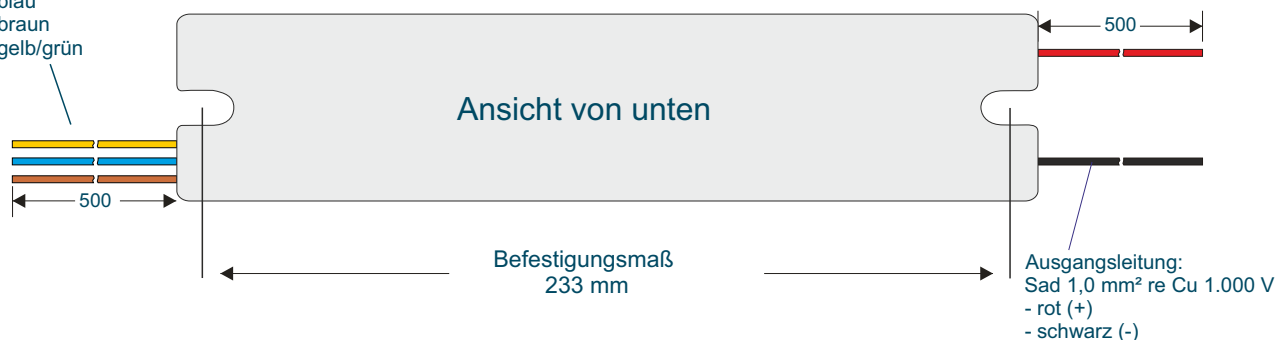 blau
braun
gelb/grün
500
Ansicht von unten
500
Befestigungsmaß
233 mm
Ausgangsleitung:
Sad 1,0 mm² re Cu 1.000 V
- rot (+)
- schwarz (-)